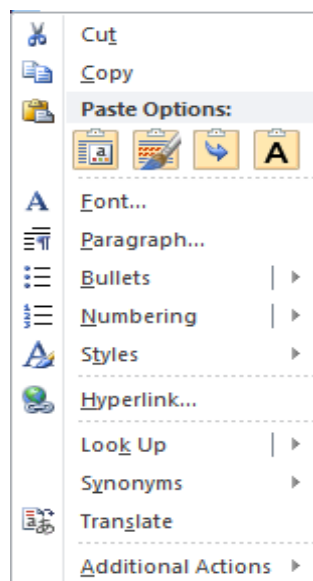 Cut
Copy
Paste Options:
a A
A Font...
Paragraph...
Bullets
Numbering
Styles
Hyperlink...
Look Up
Synonyms
Translate
Additional Actions